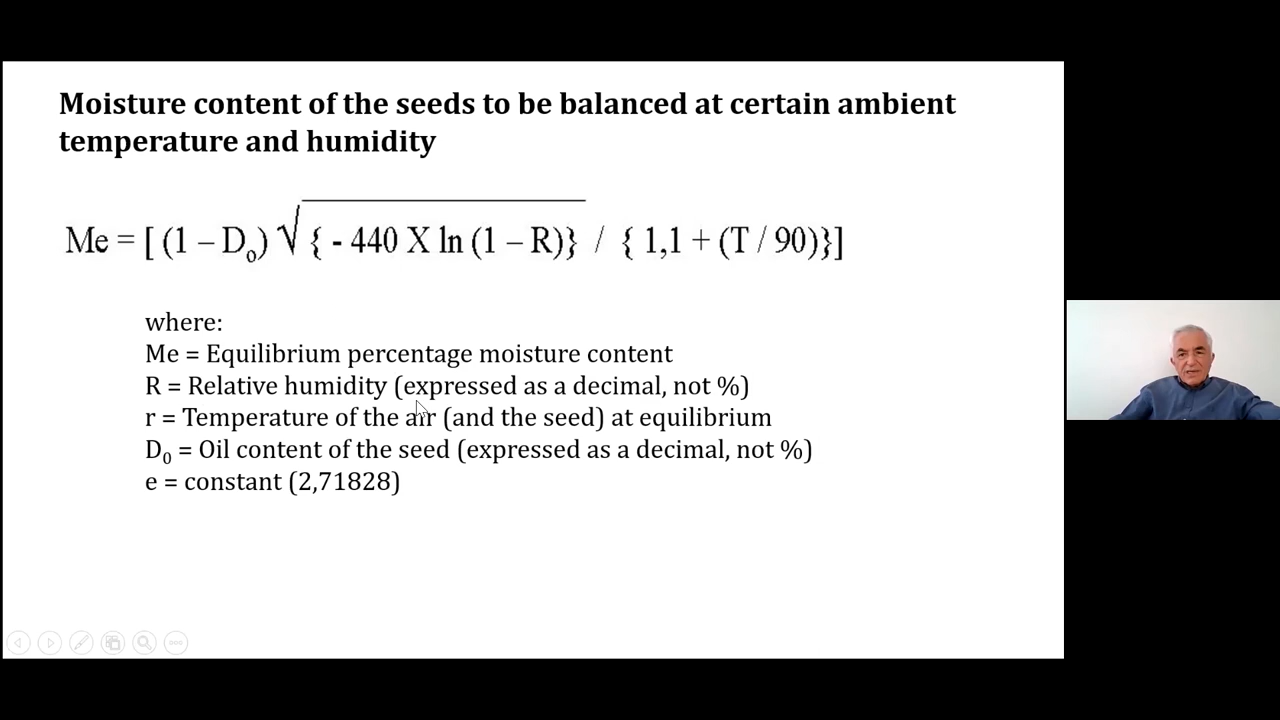 Moisture content of the seeds to be balanced at certain ambient
temperature and humidity
Me = [ (1 – D₀) √{ - 440 X ln (1 – R)} / { 1,1 + (T / 90)}]
where:
Me = Equilibrium percentage moisture content
R = Relative humidity (expressed as a decimal, not %)
r = Temperature of the air (and the seed) at equilibrium
D₀ = Oil content of the seed (expressed as a decimal, not %)
e = constant (2,71828)